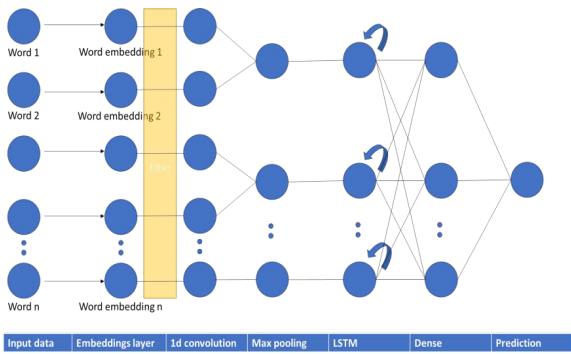 Word 1
Word embedding 1
Word 2
Word embedding 2
Filter
Word n
Word embedding n
Input data
Embeddings layer
1d convolution
Max pooling
LSTM
Dense
Prediction